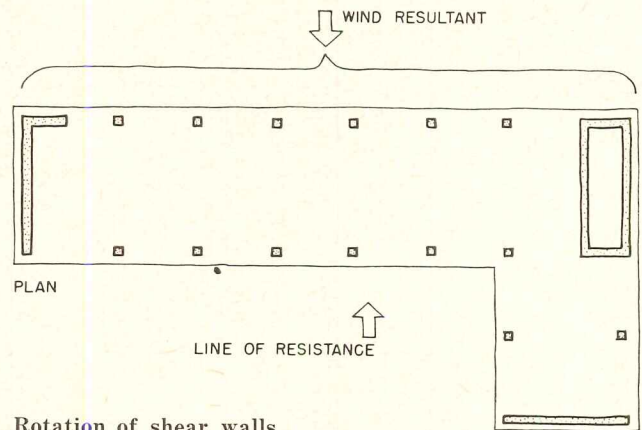 WIND RESULTANT
PLAN
LINE OF RESISTANCE
Rotation of shear walls